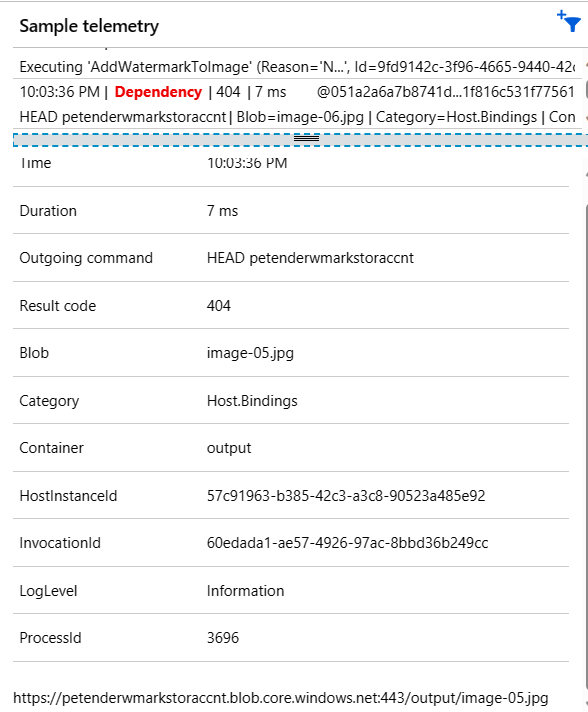 Sample telemetry
Executing 'AddWatermarkToImage' (Reason='N...', Id=9fd9142c-3f96-4665-9440-42c
10:03:36 PM | Dependency | 404 | 7 ms @051a2a6a7b8741d...1f816c531f77561
HEAD petenderwmarkstoraccnt | Blob=image-06.jpg | Category=Host.Bindings | Con
Time 10:03:36 PM
Duration 7 ms
Outgoing command HEAD petenderwmarkstoraccnt
Result code 404
Blob image-05.jpg
Category Host.Bindings
Container output
HostInstanceId 57c91963-b385-42c3-a3c8-90523a485e92
InvocationId 60edada1-ae57-4926-97ac-8bbd36b249cc
LogLevel Information
ProcessId 3696
https://petenderwmarkstoraccnt.blob.core.windows.net:443/output/image-05.jpg